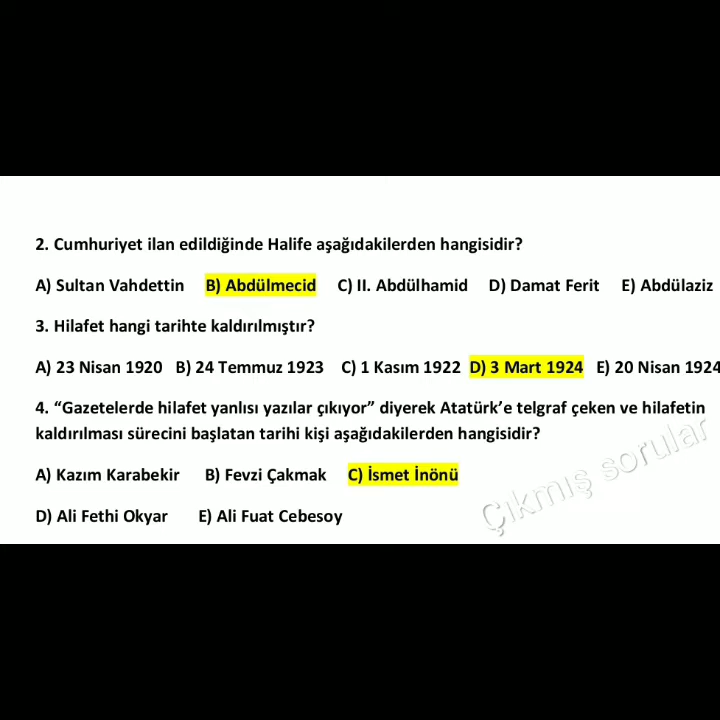 2. Cumhuriyet ilan edildiğinde Halife aşağıdakilerden hangisidir?
A) Sultan Vahdettin B) Abdülmecid C) II. Abdülhamid D) Damat Ferit E) Abdülaziz
3. Hilafet hangi tarihte kaldırılmıştır?
A) 23 Nisan 1920 B) 24 Temmuz 1923 C) 1 Kasım 1922 D) 3 Mart 1924 E) 20 Nisan 1924
4. “Gazetelerde hilafet yanlısı yazılar çıkıyor” diyerek Atatürk’e telgraf çeken ve hilafetin
kaldırılması sürecini başlatan tarihi kişi aşağıdakilerden hangisidir?
A) Kazım Karabekir B) Fevzi Çakmak C) İsmet İnönü
D) Ali Fethi Okyar E) Ali Fuat Cebesoy
Çıkmış sorular